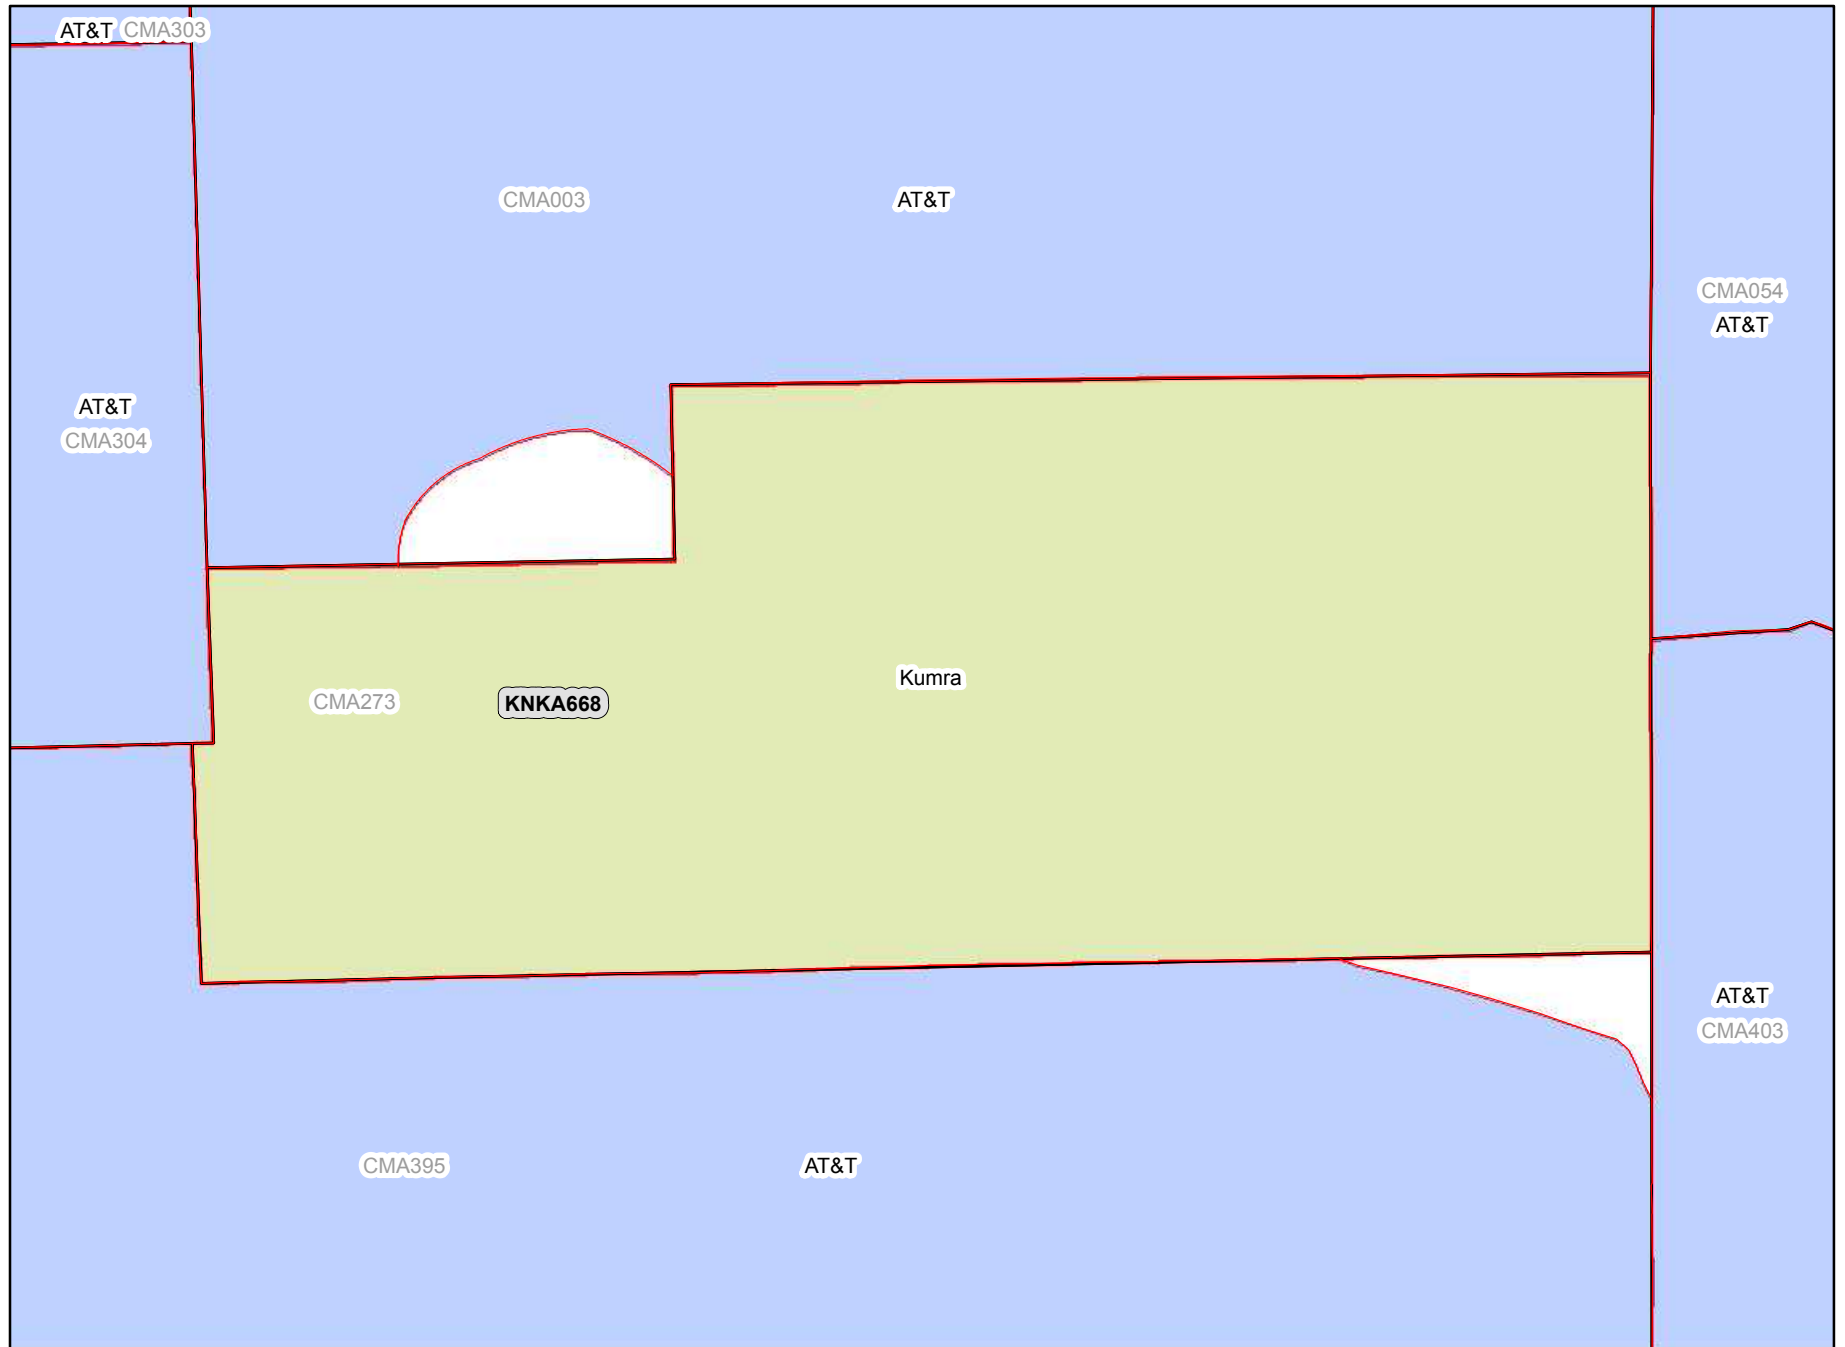 AT&T CMA303
CMA003 AT&T
CMA054
AT&T
AT&T
CMA304
Kumra
CMA273 KNKA668
AT&T
CMA403
CMA395 AT&T